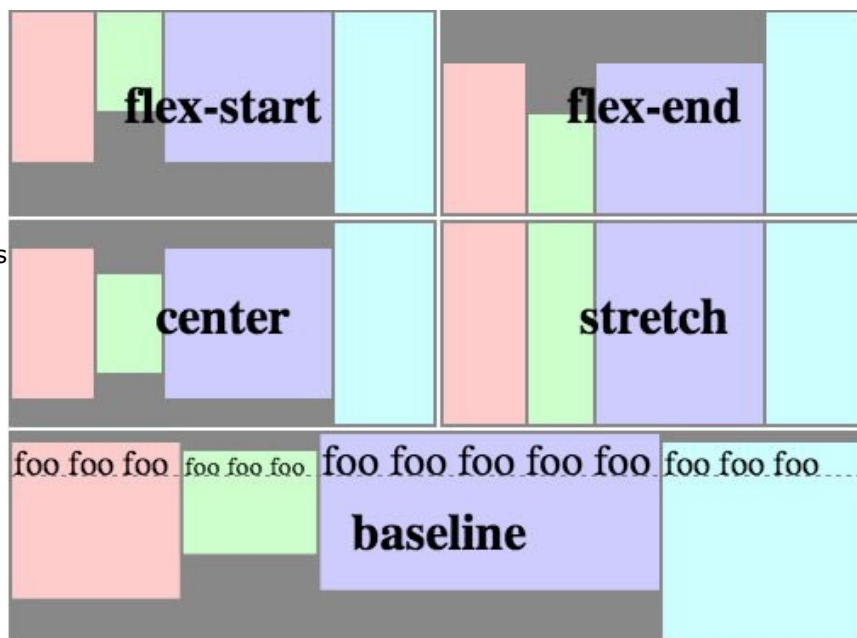 flex-start
flex-end
s
center
stretch
foo foo foo
foo foo foo
foo foo foo foo foo
foo foo foo
baseline